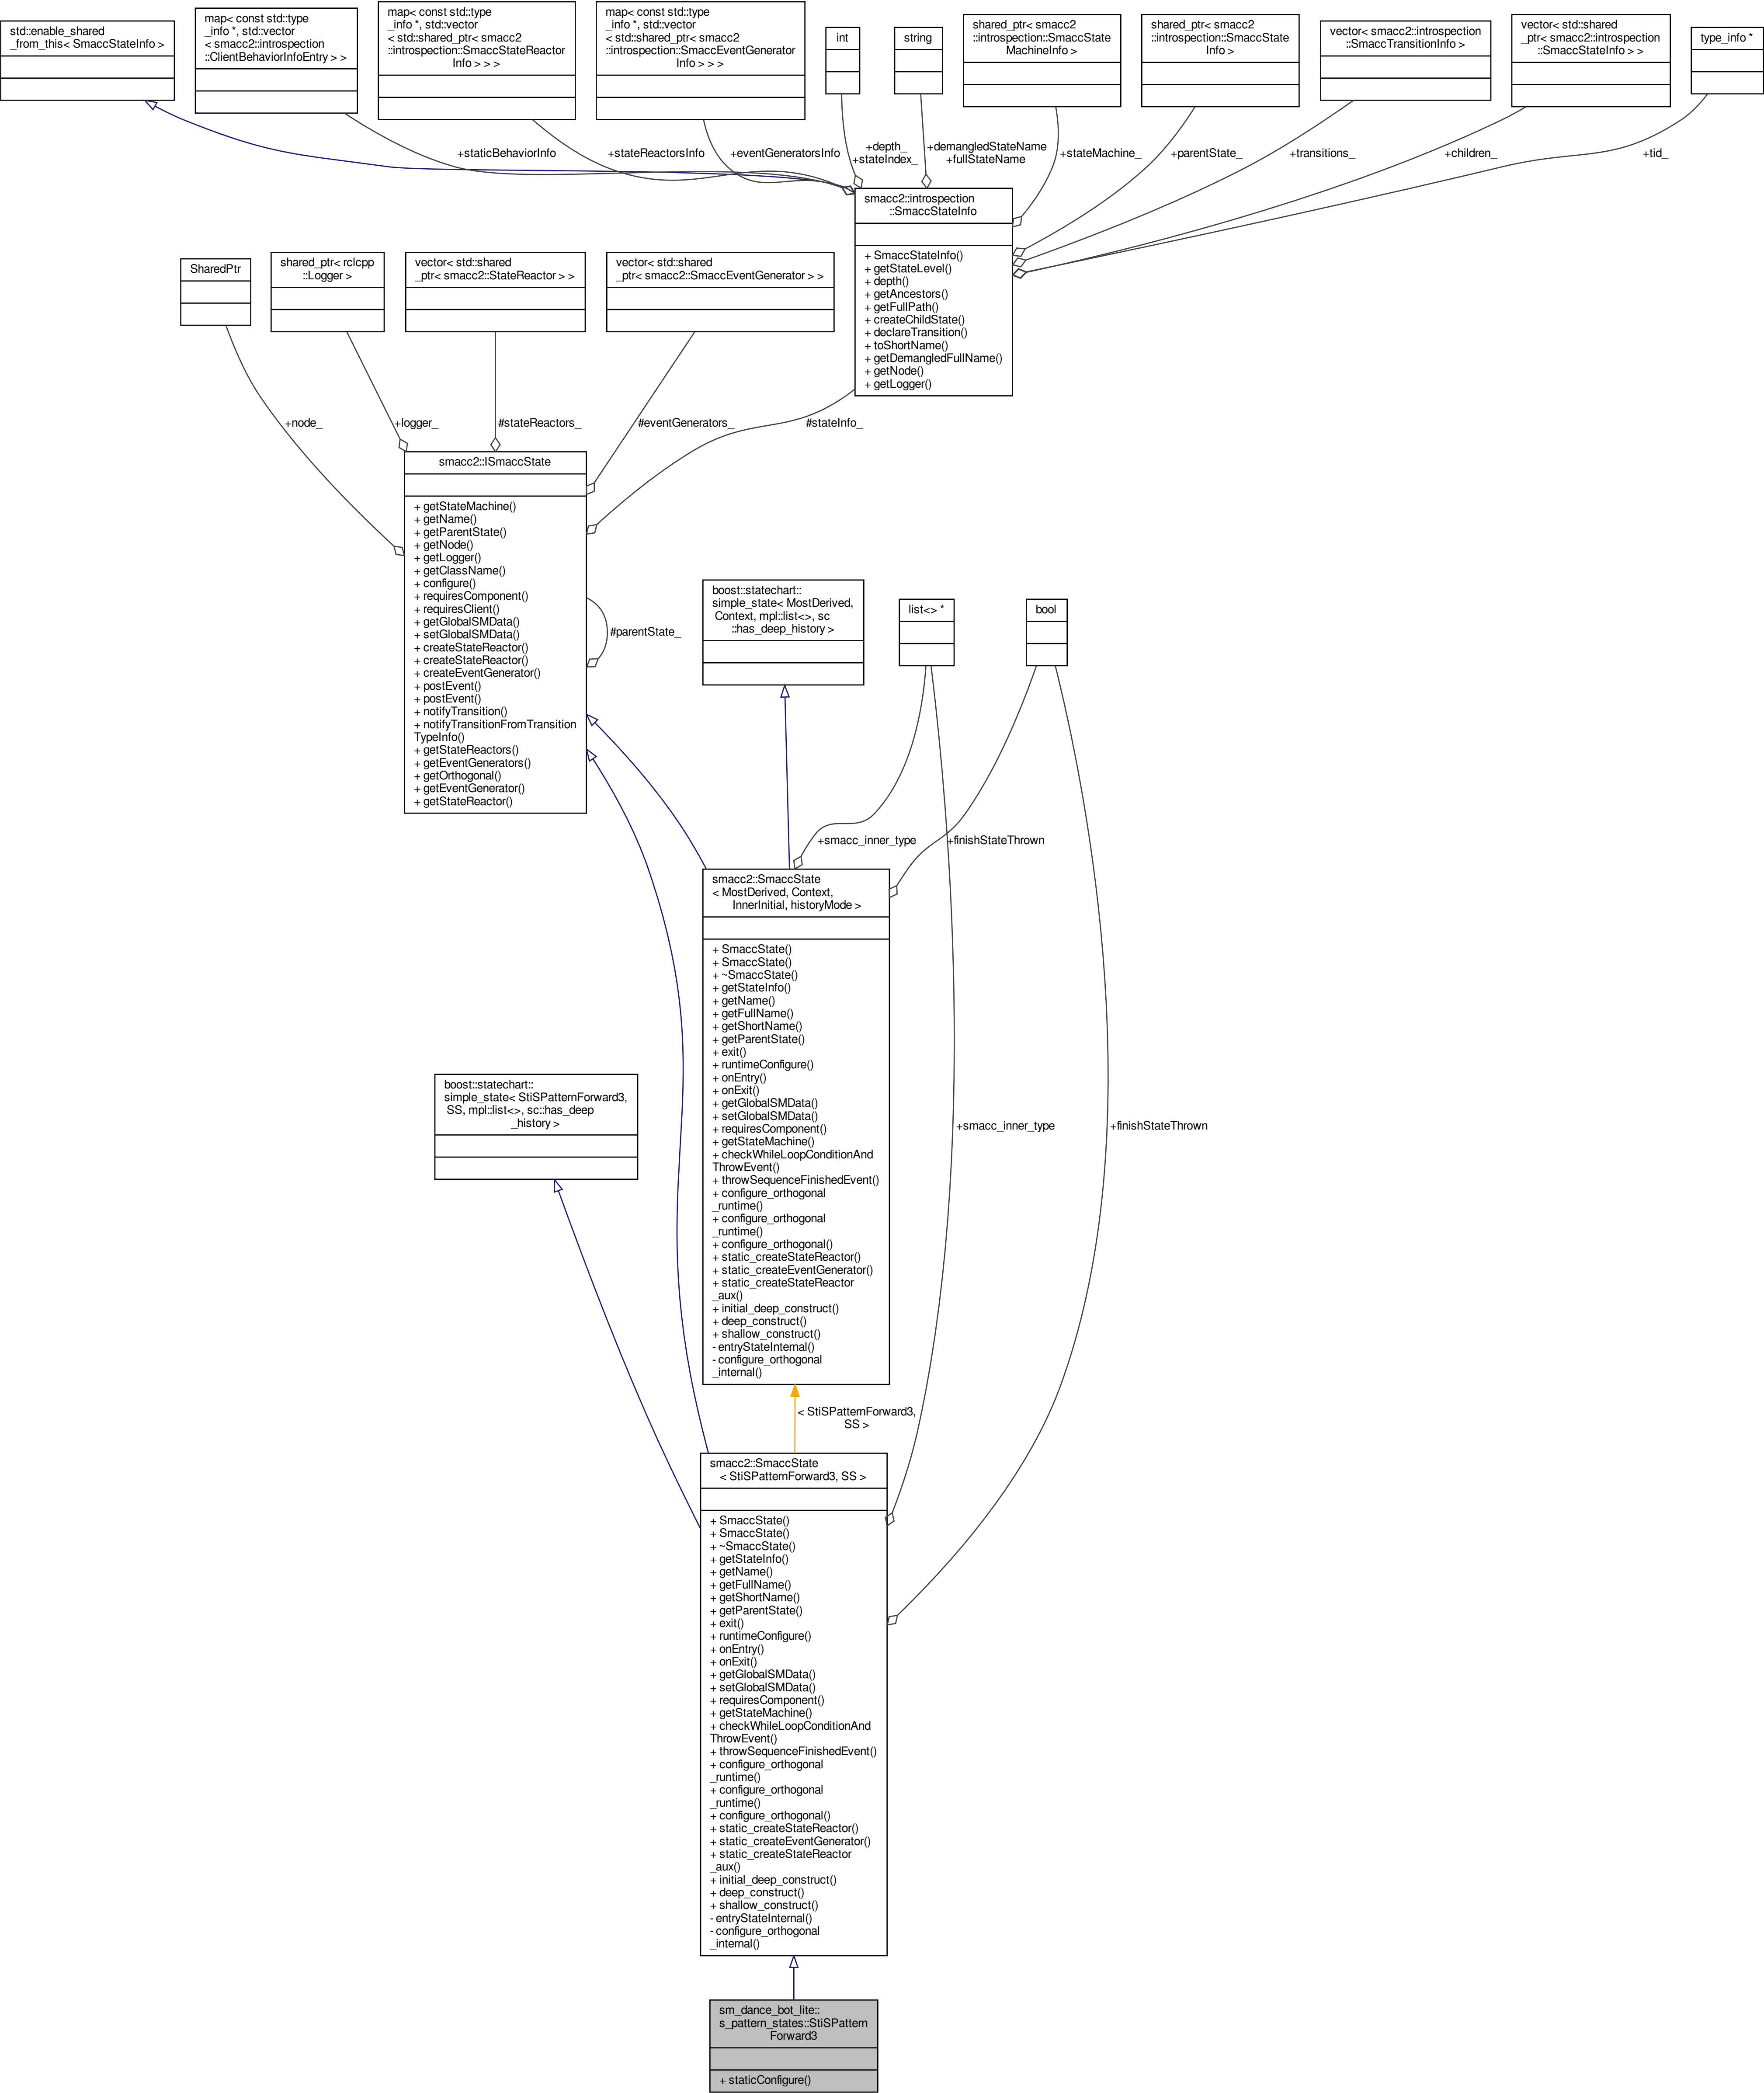 std::enable_shared
_from_this< SmaccStateInfo >
map< const std::type
_info *, std::vector
< smacc2::introspection
::ClientBehaviorInfoEntry > >
map< const std::type
_info *, std::vector
< std::shared_ptr< smacc2
::introspection::SmaccStateReactor
Info > > >
map< const std::type
_info *, std::vector
< std::shared_ptr< smacc2
::introspection::SmaccEventGenerator
Info > > >
int
string
shared_ptr< smacc2
::introspection::SmaccState
MachineInfo >
shared_ptr< smacc2
::introspection::SmaccState
Info >
vector< smacc2::introspection
::SmaccTransitionInfo >
vector< std::shared
_ptr< smacc2::introspection
::SmaccStateInfo > >
type_info *
+staticBehaviorInfo
+stateReactorsInfo
+eventGeneratorsInfo
+depth_
+stateIndex_
+demangledStateName
+fullStateName
+stateMachine_
+parentState_
+transitions_
+children_
+tid_
smacc2::introspection
::SmaccStateInfo
+ SmaccStateInfo()
+ getStateLevel()
+ depth()
+ getAncestors()
+ getFullPath()
+ createChildState()
+ declareTransition()
+ toShortName()
+ getDemangledFullName()
+ getNode()
+ getLogger()
SharedPtr
shared_ptr< rclcpp
::Logger >
vector< std::shared
_ptr< smacc2::StateReactor > >
vector< std::shared
_ptr< smacc2::SmaccEventGenerator > >
+node_
+logger_
#stateReactors_
#eventGenerators_
#stateInfo_
smacc2::ISmaccState
+ getStateMachine()
+ getName()
+ getParentState()
+ getNode()
+ getLogger()
+ getClassName()
+ configure()
+ requiresComponent()
+ requiresClient()
+ getGlobalSMData()
+ setGlobalSMData()
+ createStateReactor()
+ createStateReactor()
+ createEventGenerator()
+ postEvent()
+ postEvent()
+ notifyTransition()
+ notifyTransitionFromTransition
TypeInfo()
+ getStateReactors()
+ getEventGenerators()
+ getOrthogonal()
+ getEventGenerator()
+ getStateReactor()
#parentState_
boost::statechart::
simple_state< MostDerived,
Context, mpl::list<>, sc
::has_deep_history >
list<> *
bool
+smacc_inner_type
+finishStateThrown
smacc2::SmaccState
< MostDerived, Context,
InnerInitial, historyMode >
+ SmaccState()
+ SmaccState()
+ ~SmaccState()
+ getStateInfo()
+ getName()
+ getFullName()
+ getShortName()
+ getParentState()
+ exit()
+ runtimeConfigure()
+ onEntry()
+ onExit()
+ getGlobalSMData()
+ setGlobalSMData()
+ requiresComponent()
+ getStateMachine()
+ checkWhileLoopConditionAnd
ThrowEvent()
+ throwSequenceFinishedEvent()
+ configure_orthogonal
_runtime()
+ configure_orthogonal
_runtime()
+ configure_orthogonal()
+ static_createStateReactor()
+ static_createEventGenerator()
+ static_createStateReactor
_aux()
+ initial_deep_construct()
+ deep_construct()
+ shallow_construct()
- entryStateInternal()
- configure_orthogonal
_internal()
boost::statechart::
simple_state< StiSPatternForward3,
SS, mpl::list<>, sc::has_deep
_history >
+smacc_inner_type
+finishStateThrown
< StiSPatternForward3,
SS >
smacc2::SmaccState
< StiSPatternForward3, SS >
+ SmaccState()
+ SmaccState()
+ ~SmaccState()
+ getStateInfo()
+ getName()
+ getFullName()
+ getShortName()
+ getParentState()
+ exit()
+ runtimeConfigure()
+ onEntry()
+ onExit()
+ getGlobalSMData()
+ setGlobalSMData()
+ requiresComponent()
+ getStateMachine()
+ checkWhileLoopConditionAnd
ThrowEvent()
+ throwSequenceFinishedEvent()
+ configure_orthogonal
_runtime()
+ configure_orthogonal
_runtime()
+ configure_orthogonal()
+ static_createStateReactor()
+ static_createEventGenerator()
+ static_createStateReactor
_aux()
+ initial_deep_construct()
+ deep_construct()
+ shallow_construct()
- entryStateInternal()
- configure_orthogonal
_internal()
sm_dance_bot_lite::
s_pattern_states::StiSPattern
Forward3
+ staticConfigure()